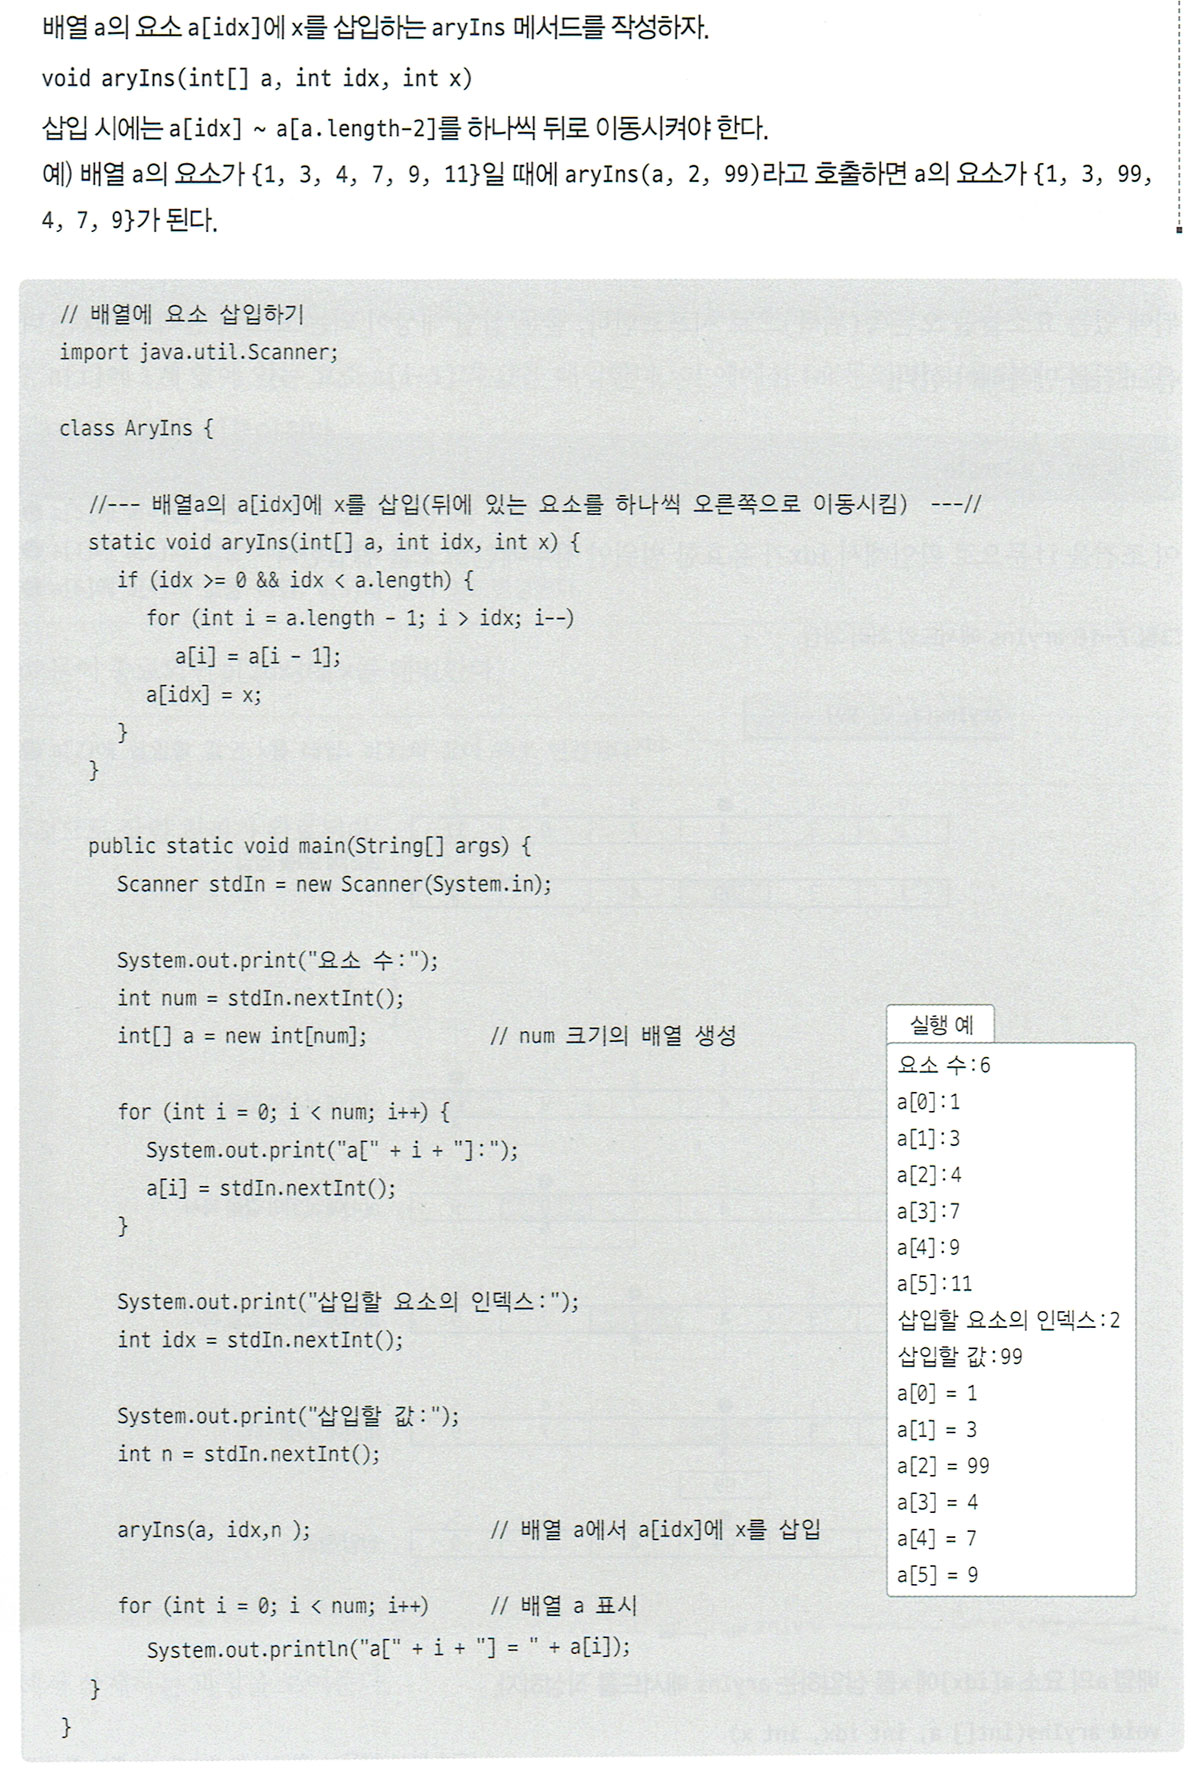 배열 a의 요소 a[idx]에 x를 삽입하는 aryIns 메서드를 작성하자.
void aryIns(int[] a, int idx, int x)
삽입 시에는 a[idx] ~ a[a.length-2]를 하나씩 뒤로 이동시켜야 한다.
예) 배열 a의 요소가 {1, 3, 4, 7, 9, 11}일 때에 aryIns(a, 2, 99)라고 호출하면 a의 요소가 {1, 3, 99,
4, 7, 9}가 된다.
// 배열에 요소 삽입하기
import java.util.Scanner;
class AryIns {
//--- 배열a의 a[idx]에 x를 삽입(뒤에 있는 요소를 하나씩 오른쪽으로 이동시킴) ---//
static void aryIns(int[] a, int idx, int x) {
if (idx >= 0 && idx < a.length) {
for (int i = a.length - 1; i > idx; i--)
a[i] = a[i - 1];
a[idx] = x;
}
}
public static void main(String[] args) {
Scanner stdIn = new Scanner(System.in);
System.out.print("요소 수:");
int num = stdIn.nextInt();
int[] a = new int[num]; // num 크기의 배열 생성
for (int i = 0; i < num; i++) {
System.out.print("a[" + i + "]:");
a[i] = stdIn.nextInt();
}
System.out.print("삽입할 요소의 인덱스:");
int idx = stdIn.nextInt();
System.out.print("삽입할 값:");
int n = stdIn.nextInt();
aryIns(a, idx,n ); // 배열 a에서 a[idx]에 x를 삽입
for (int i = 0; i < num; i++) // 배열 a 표시
System.out.println("a[" + i + "] = " + a[i]);
}
}
실행 예
요소 수:6
a[0]:1
a[1]:3
a[2]:4
a[3]:7
a[4]:9
a[5]:11
삽입할 요소의 인덱스:2
삽입할 값:99
a[0] = 1
a[1] = 3
a[2] = 99
a[3] = 4
a[4] = 7
a[5] = 9